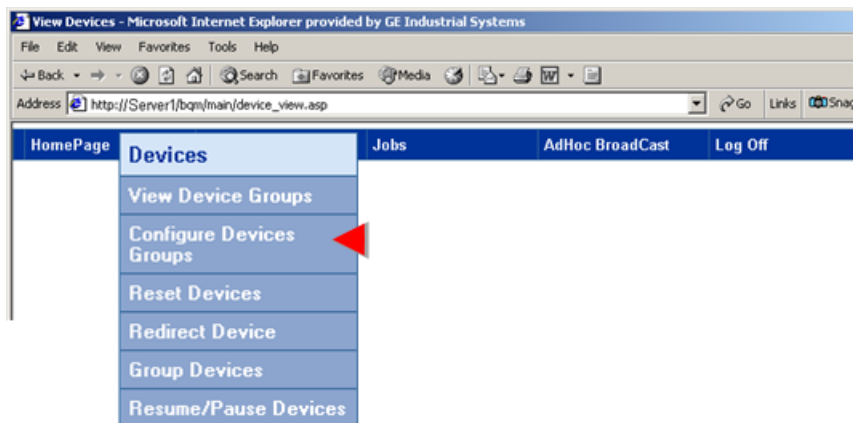 View Devices - Microsoft Internet Explorer provided by GE Industrial Systems
File Edit View Favorites Tools Help
Back Search Favorites Media
Address http://Server1/bqm/main/device_view.asp Go Links
HomePage Devices Jobs AdHoc BroadCast Log Off
View Device Groups
Configure Devices
Groups
Reset Devices
Redirect Device
Group Devices
Resume/Pause Devices